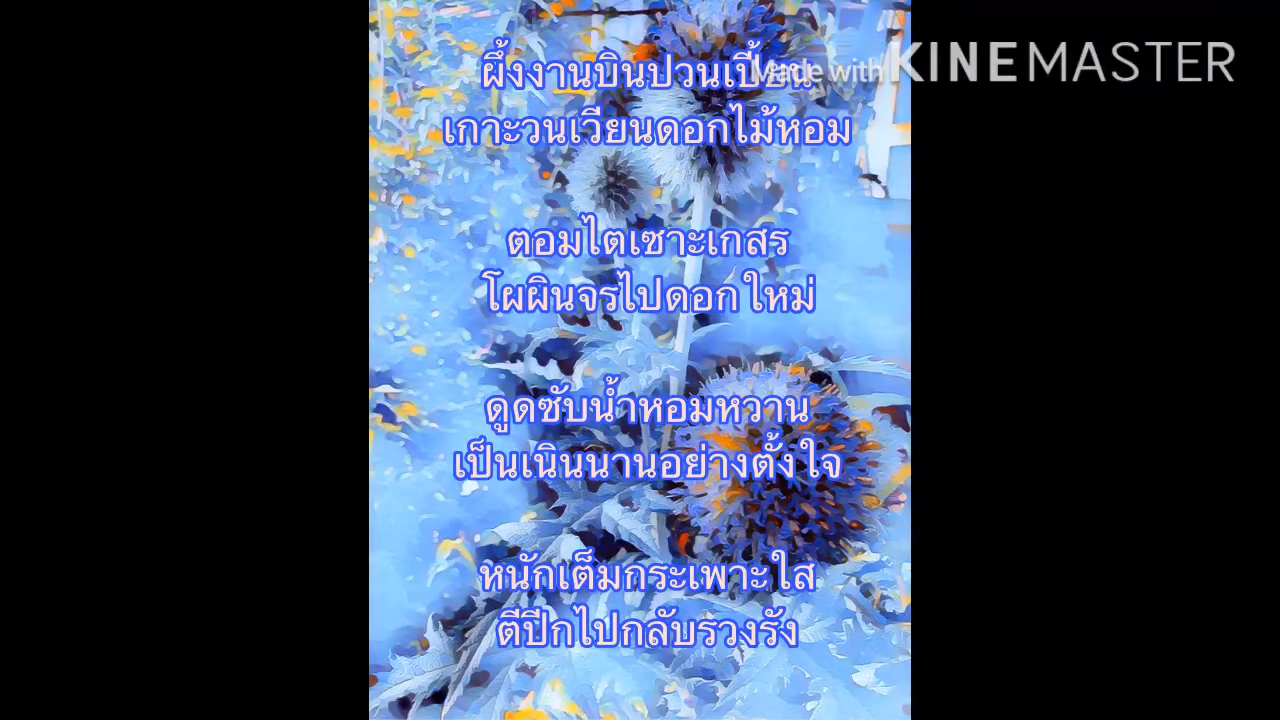 ผึ้งงานบินป่วนเปี้ยน
Made with KINEMASTER
เกาะวนเวียนดอกไม้หอม
ตอมไตเซาะเกสร
โผผินจรไปดอกใหม่
ดูดซับน้ำหอมหวาน
เป็นเนินนานอย่างตั้งใจ
หนักเต็มกระเพาะใส
ตีปีกไปกลับรวงรัง